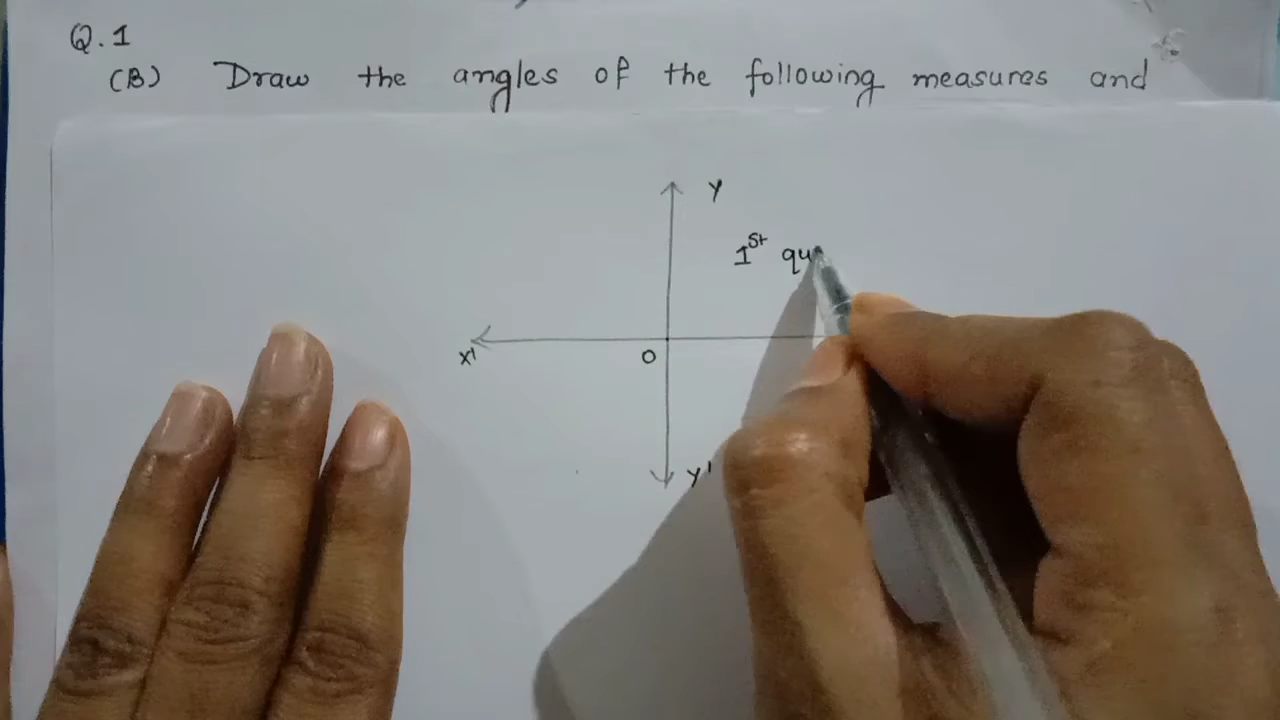 Q.1
(B) Draw the angles of the following measures and
Y
1st qu
X' O
Y'